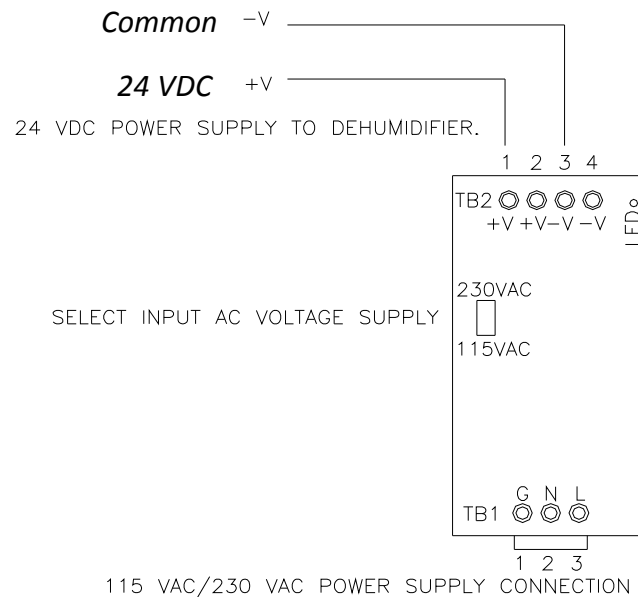 Common -V
24 VDC +V
24 VDC POWER SUPPLY TO DEHUMIDIFIER.
1 2 3 4
TB2
+V +V -V -V
LED
230VAC
SELECT INPUT AC VOLTAGE SUPPLY
115VAC
G N L
TB1
1 2 3
115 VAC/230 VAC POWER SUPPLY CONNECTION